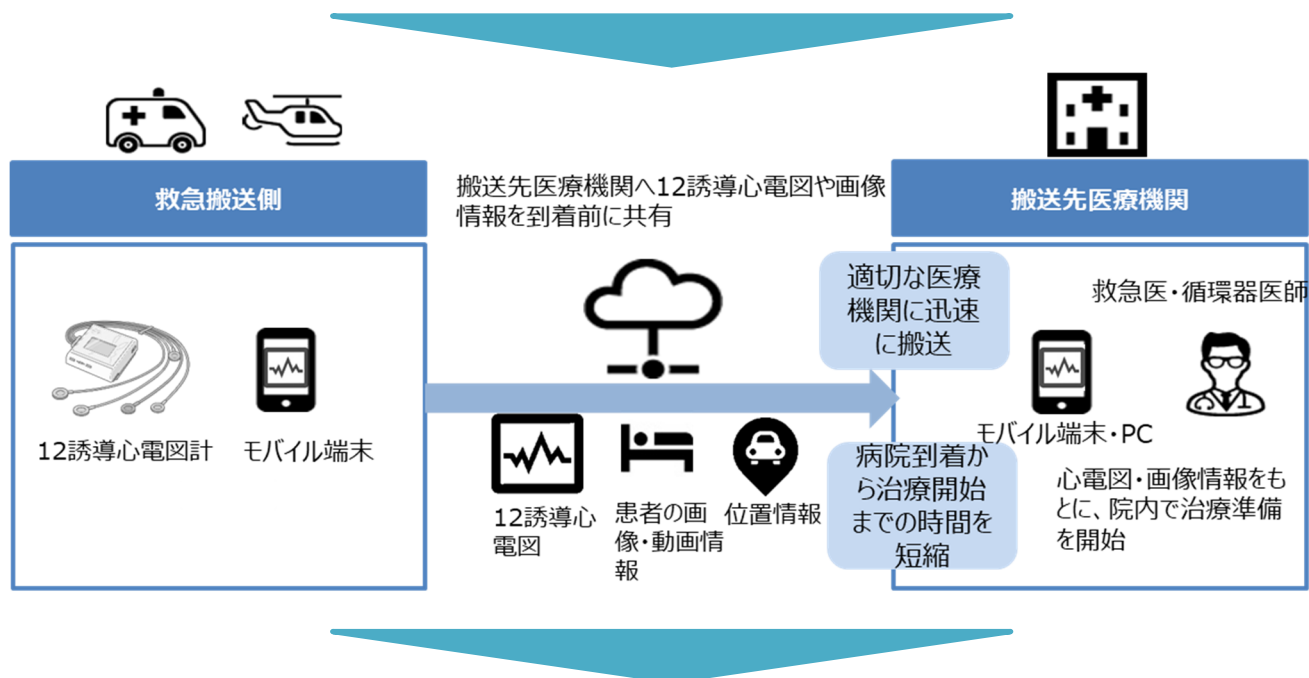 救急搬送側
搬送先医療機関へ12誘導心電図や画像
情報を到着前に共有
搬送先医療機関
12誘導心電図計
モバイル端末
12誘導心
電図
患者の画
像・動画情
報
位置情報
適切な医療
機関に迅速
に搬送
病院到着か
ら治療開始
までの時間を
短縮
救急医・循環器医師
モバイル端末・PC
心電図・画像情報をも
とに、院内で治療準備
を開始